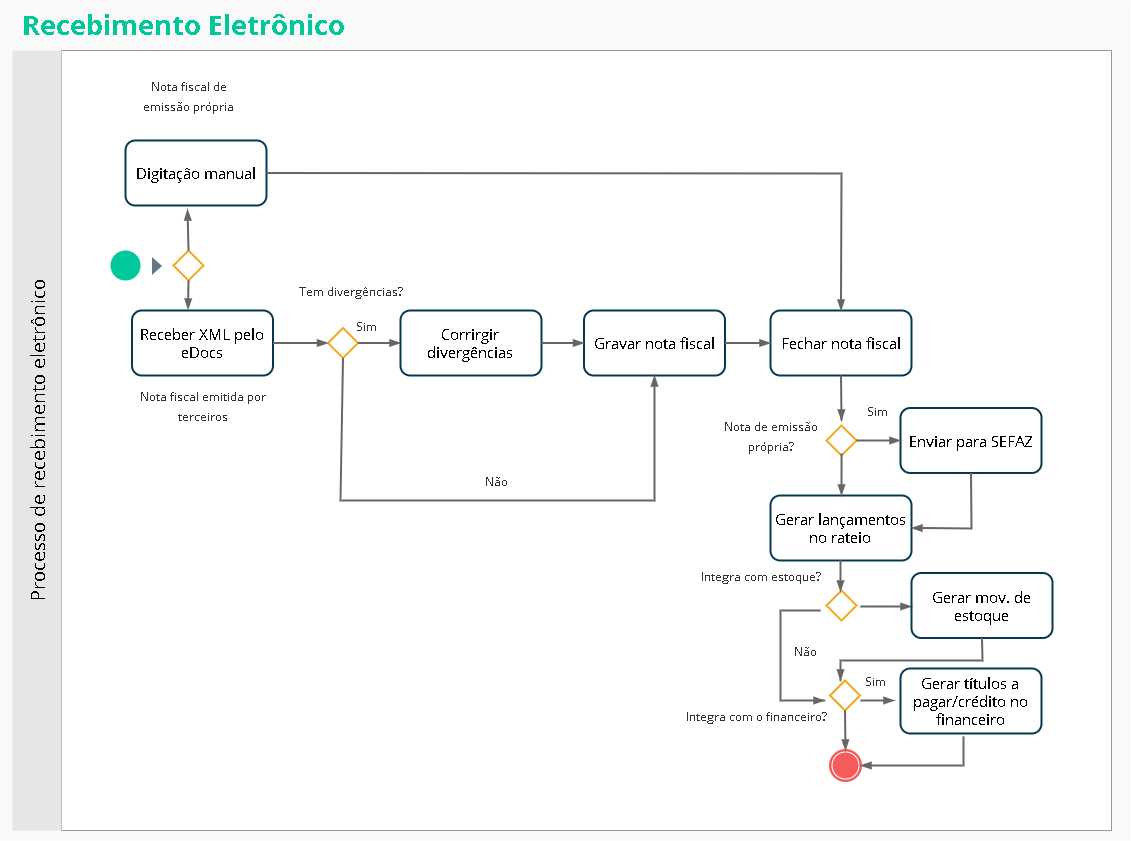 Recebimento Eletrônico
Processo de recebimento eletrônico
Nota fiscal de
emissão própria
Digitação manual
Tem divergências?
Sim
Receber XML pelo
eDocs
Corrirgir
divergências
Gravar nota fiscal
Fechar nota fiscal
Nota fiscal emitida por
terceiros
Sim
Nota de emissão
própria?
Enviar para SEFAZ
Não
Gerar lançamentos
no rateio
Integra com estoque?
Gerar mov. de
estoque
Não
Sim
Gerar títulos a
pagar/crédito no
financeiro
Integra com o financeiro?